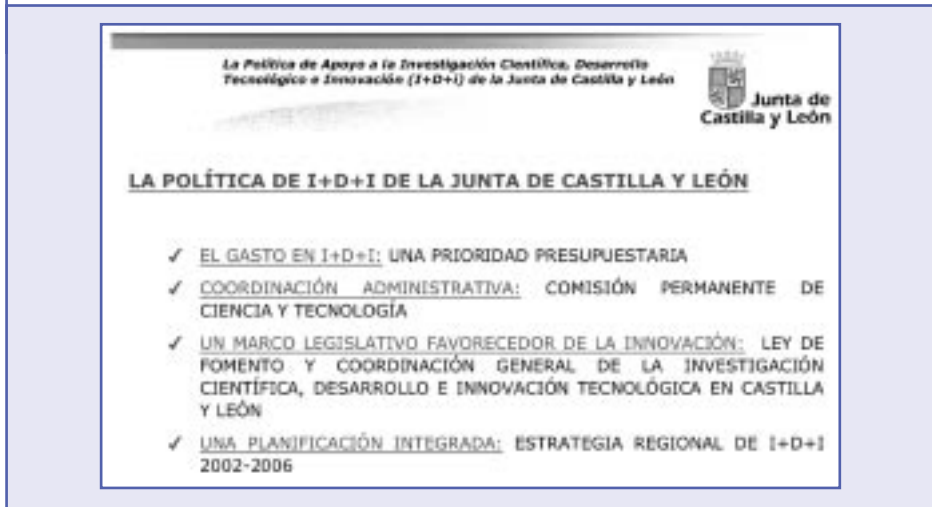 La Política de Apoyo a la Investigación Científica, Desarrollo
Tecnológico e Innovación (I+D+i) de la Junta de Castilla y León
Junta de
Castilla y León
LA POLÍTICA DE I+D+I DE LA JUNTA DE CASTILLA Y LEÓN
✓ EL GASTO EN I+D+I: UNA PRIORIDAD PRESUPUESTARIA
✓ COORDINACIÓN ADMINISTRATIVA: COMISIÓN PERMANENTE DE
CIENCIA Y TECNOLOGÍA
✓ UN MARCO LEGISLATIVO FAVORECEDOR DE LA INNOVACIÓN: LEY DE
FOMENTO Y COORDINACIÓN GENERAL DE LA INVESTIGACIÓN
CIENTÍFICA, DESARROLLO E INNOVACIÓN TECNOLÓGICA EN CASTILLA
Y LEÓN
✓ UNA PLANIFICACIÓN INTEGRADA: ESTRATEGIA REGIONAL DE I+D+I
2002-2006